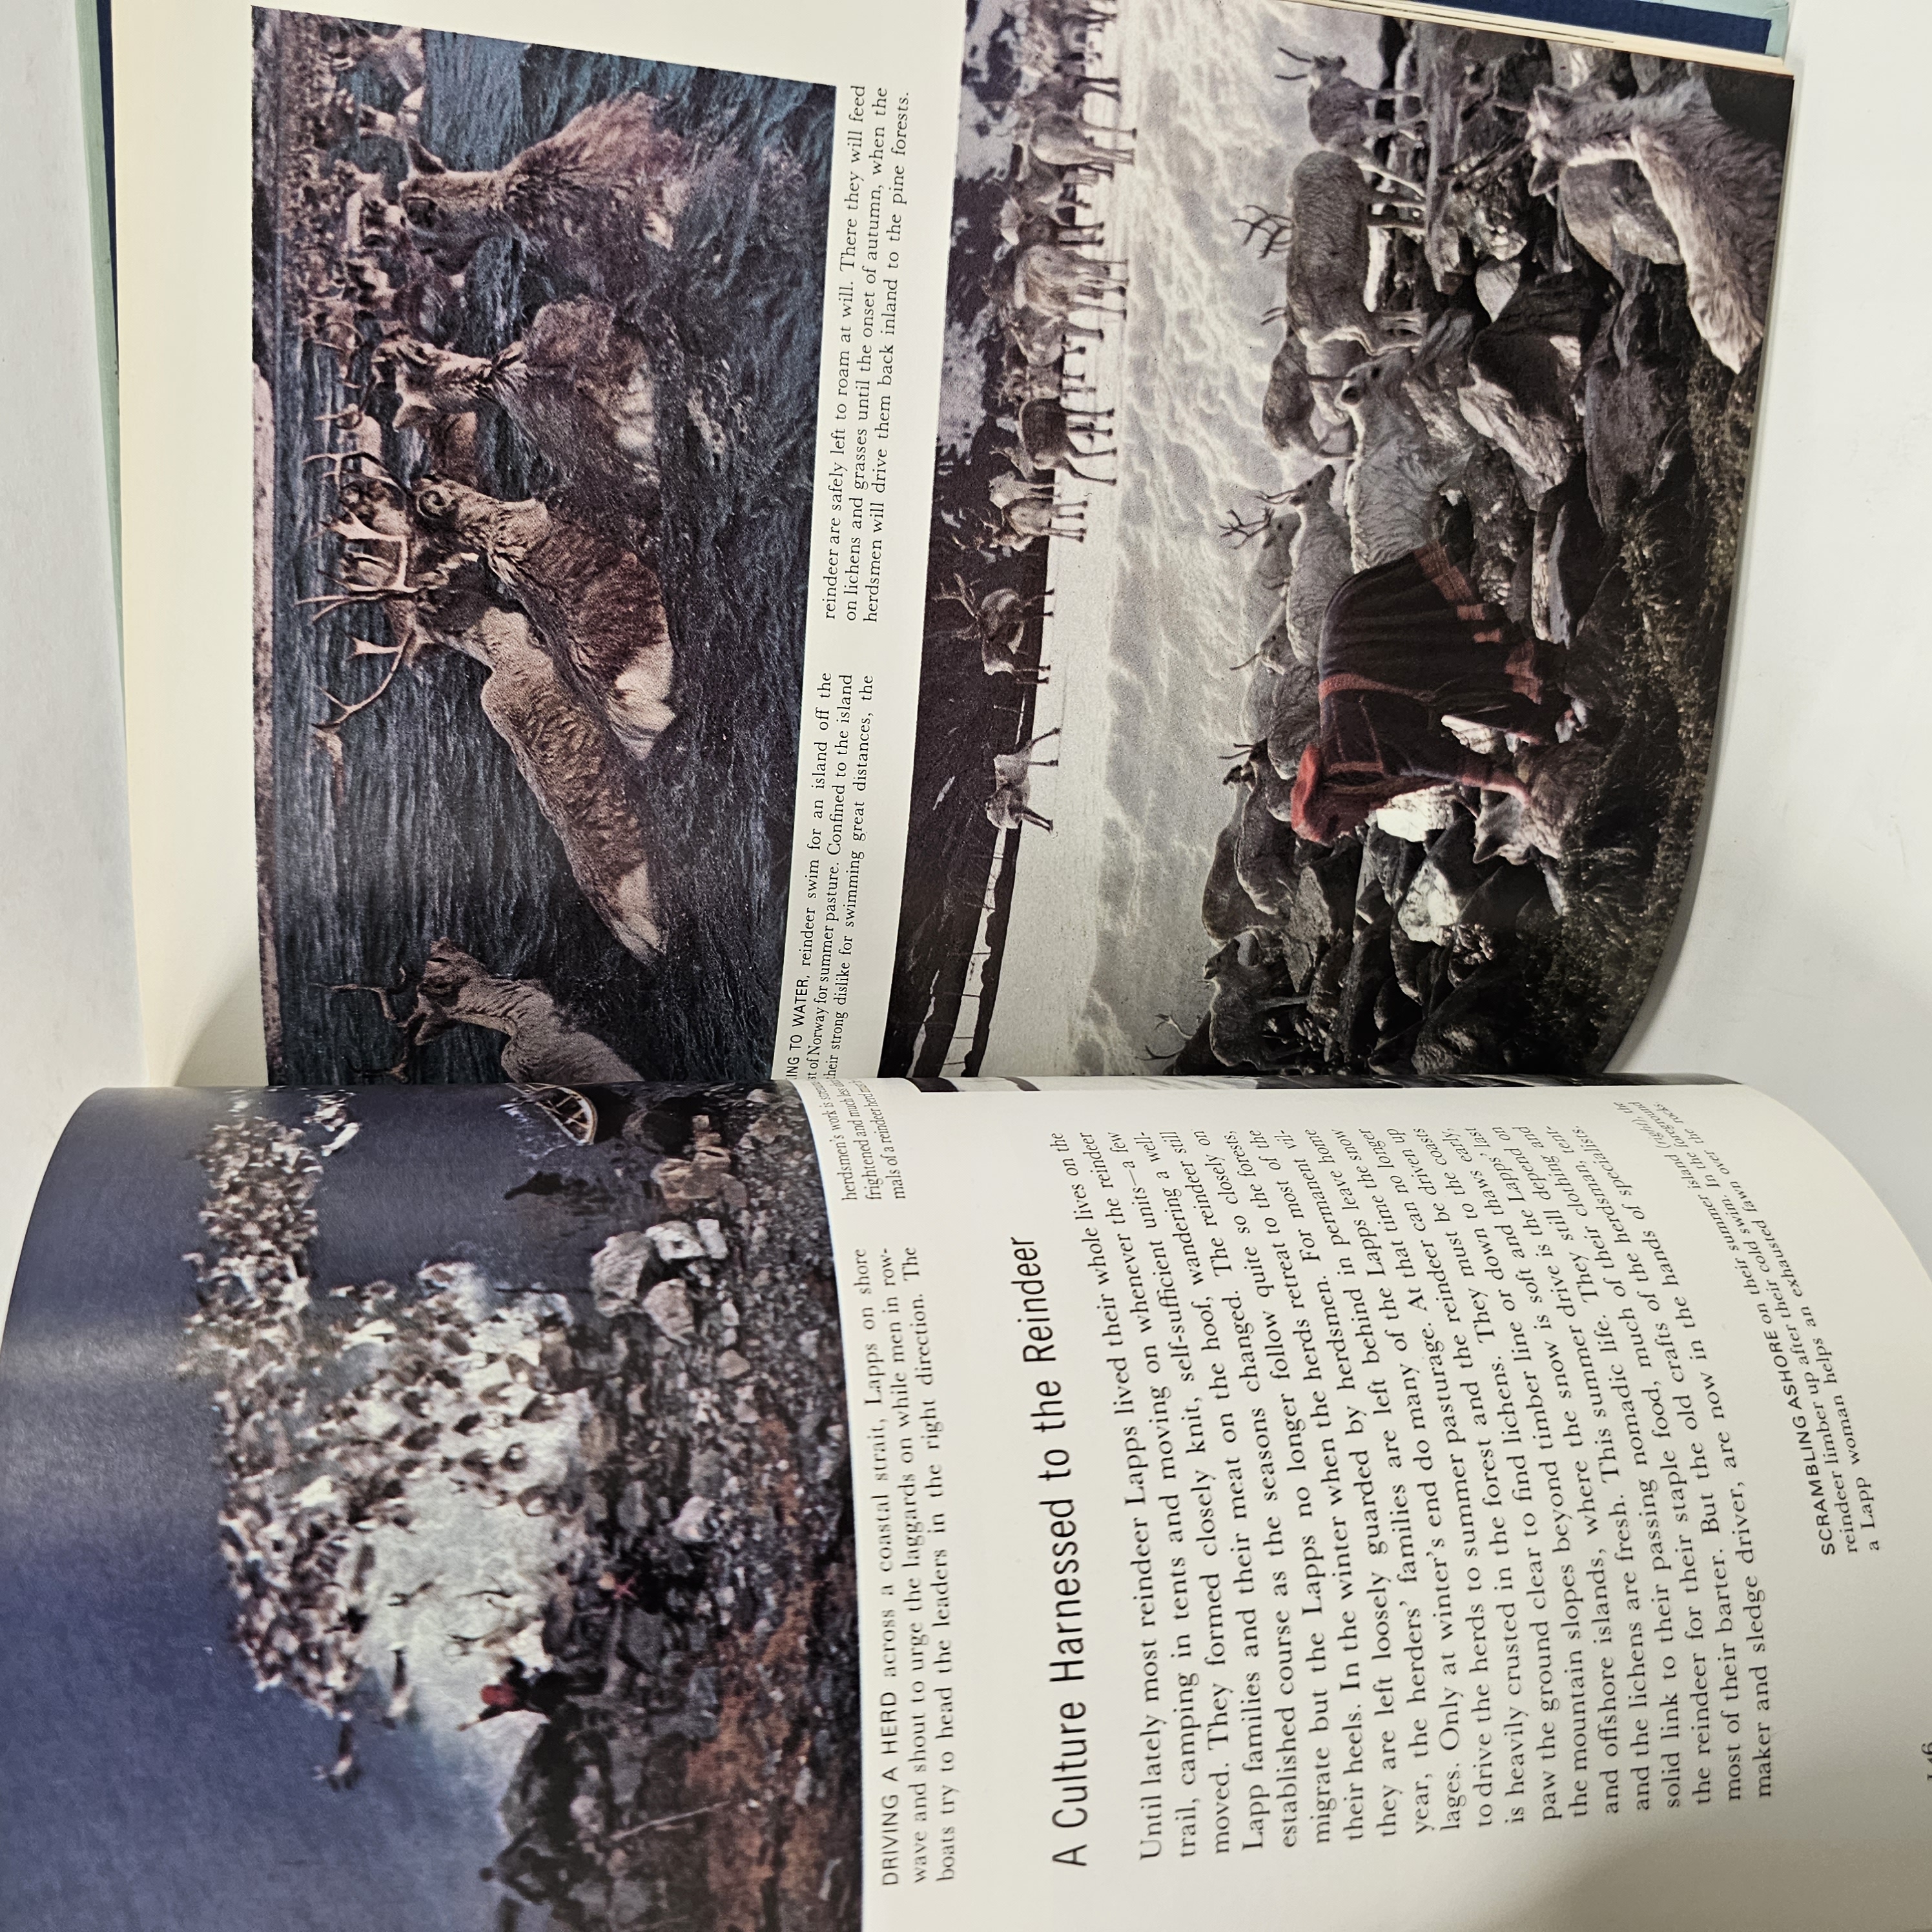 DRIVING A HERD across a coastal strait, Lapps on shore
wave and shout to urge the laggards on while men in row-
boats try to head the leaders in the right direction. The
herdsmen's work is
frightened and much less
mals of a reindeer herd must
A Culture Harnessed to the Reindeer
Until lately most reindeer Lapps lived their whole lives on the
trail, camping in tents and moving on whenever the reindeer
moved. They formed closely knit, self-sufficient units—a few
Lapp families and their meat on the hoof, wandering a well-
established course as the seasons changed. The reindeer still
migrate but the Lapps no longer follow quite so closely on
their heels. In the winter when the herds retreat to the forests,
they are left loosely guarded by herdsmen. For most of the
year, the herders' families are left behind in permanent vil-
lages. Only at winter's end do many of the Lapps leave home
to drive the herds to summer pasturage. At that time the snow
is heavily crusted in the forest and the reindeer can no longer
paw the ground clear to find lichens. They must be driven up
the mountain slopes beyond timber line or down to the coasts
and offshore islands, where the snow is soft and thaws early,
and the lichens are fresh. This summer drive is the Lapps' last
solid link to their passing nomadic life. They still depend on
the reindeer for their staple food, much of their clothing and
most of their barter. But the old crafts of the herdsman, tent-
maker and sledge driver, are now in the hands of specialists.
SCRAMBLING ASHORE on their summer island (right), the
reindeer limber up after their cold swim. In the foreground
a Lapp woman helps an exhausted fawn over the rocks.
146
ING TO WATER, reindeer swim for an island off the
st of Norway for summer pasture. Confined to the island
their strong dislike for swimming great distances, the
reindeer are safely left to roam at will. There they will feed
on lichens and grasses until the onset of autumn, when the
herdsmen will drive them back inland to the pine forests.